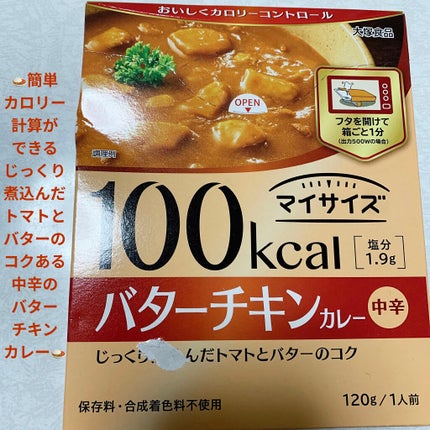 おいしくカロリーコントロール
大塚食品
OPEN
フタを開けて
箱ごと1分
(出力500Wの場合)
調理例
100kcal
マイサイズ
塩分
1.9g
バターチキンカレー
中辛
じっくり んだトマトとバターのコク
保存料・合成着色料不使用
120g/1人前
🍛簡単
カロリー
計算が
できる
じっくり
煮込んだ
トマトと
バターの
コクある
中辛の
バター
チキン
カレー🍛